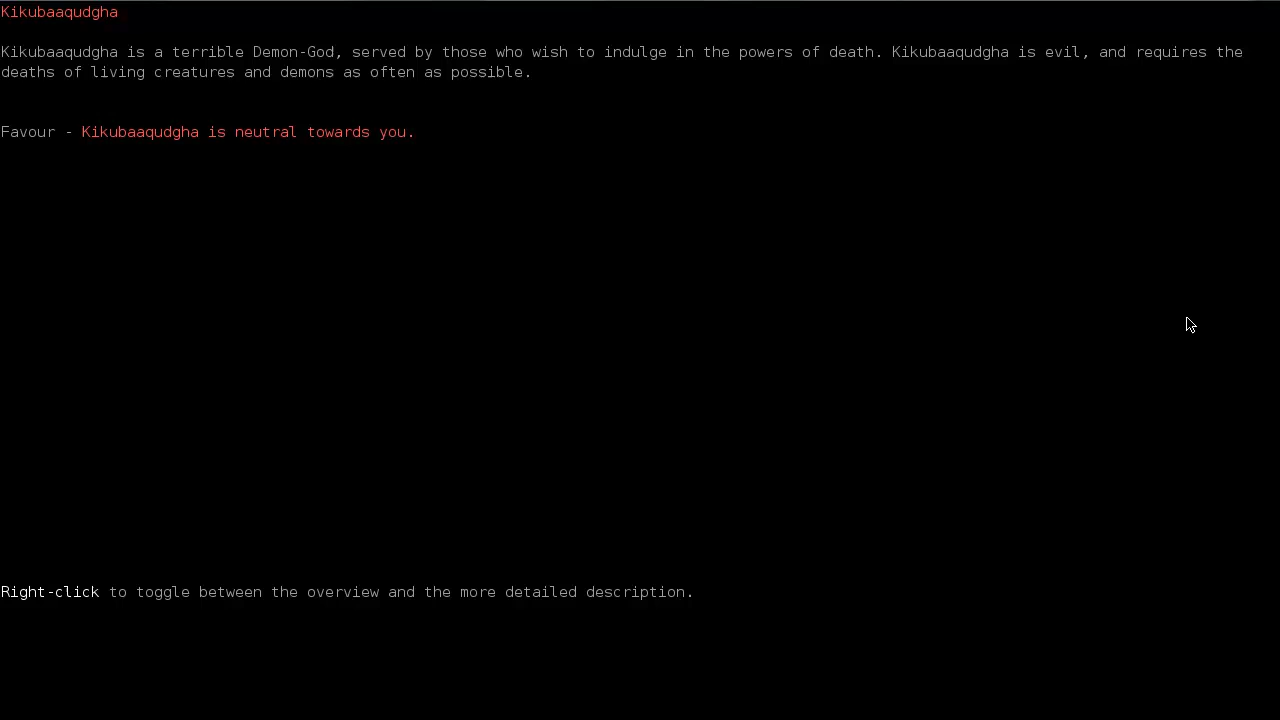 Kikubaaqudgha
Kikubaaqudgha is a terrible Demon-God, served by those who wish to indulge in the powers of death. Kikubaaqudgha is evil, and requires the
deaths of living creatures and demons as often as possible.
Favour - Kikubaaqudgha is neutral towards you.
Right-click to toggle between the overview and the more detailed description.